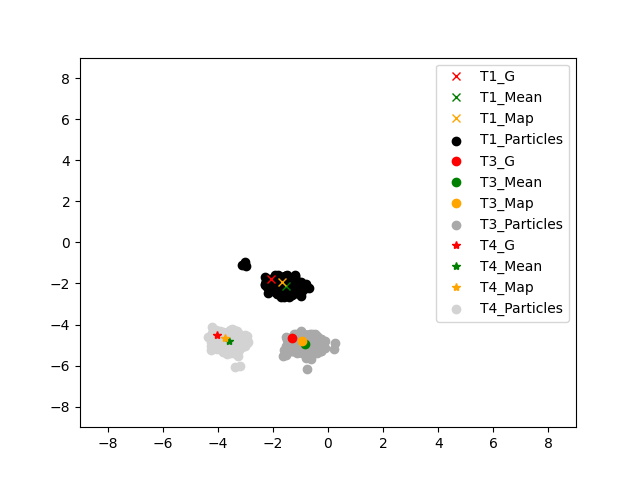 8
6
4
2
0
−2
−4
−6
−8
−8
−6
−4
−2
0
2
4
6
8
T1_G
T1_Mean
T1_Map
T1_Particles
T3_G
T3_Mean
T3_Map
T3_Particles
T4_G
T4_Mean
T4_Map
T4_Particles